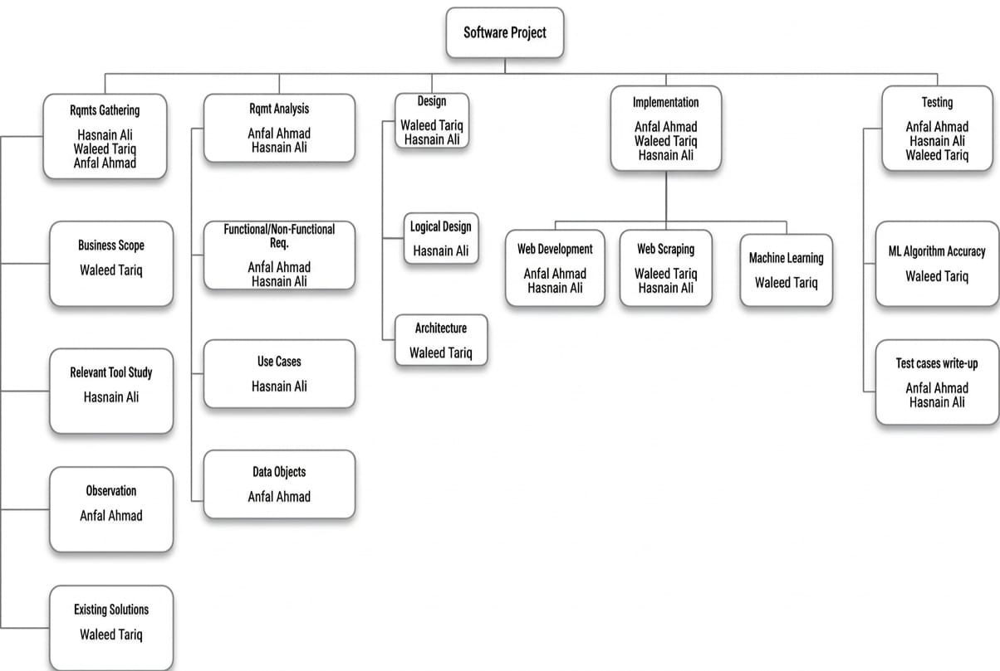 Software Project
Rqmts Gathering
Hasnain Ali
Waleed Tariq
Anfal Ahmad
Business Scope
Waleed Tariq
Relevant Tool Study
Hasnain Ali
Observation
Anfal Ahmad
Existing Solutions
Waleed Tariq
Rqmt Analysis
Anfal Ahmad
Hasnain Ali
Functional/Non-Functional
Req.
Anfal Ahmad
Hasnain Ali
Use Cases
Hasnain Ali
Data Objects
Anfal Ahmad
Design
Waleed Tariq
Hasnain Ali
Logical Design
Hasnain Ali
Architecture
Waleed Tariq
Implementation
Anfal Ahmad
Waleed Tariq
Hasnain Ali
Web Development
Anfal Ahmad
Hasnain Ali
Web Scraping
Waleed Tariq
Hasnain Ali
Machine Learning
Waleed Tariq
Testing
Anfal Ahmad
Hasnain Ali
Waleed Tariq
ML Algorithm Accuracy
Waleed Tariq
Test cases write-up
Anfal Ahmad
Hasnain Ali